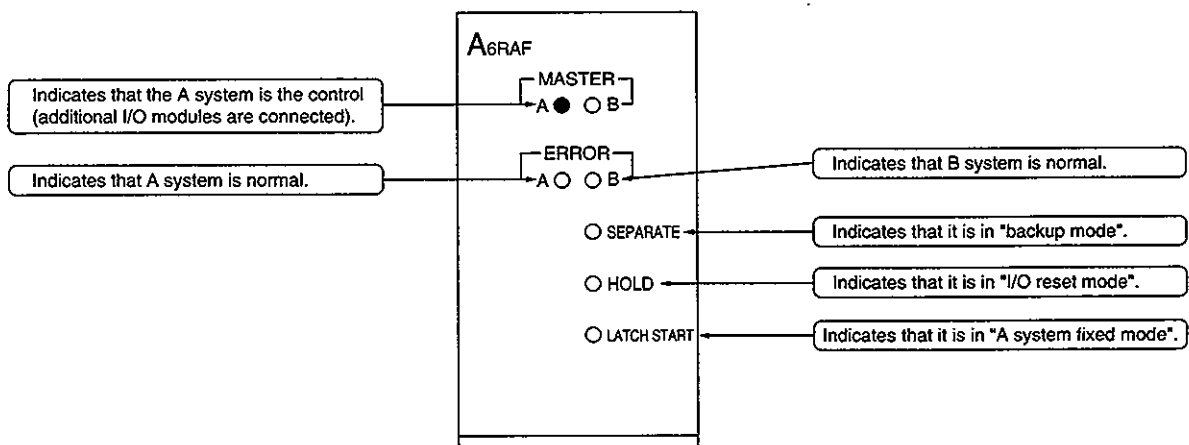 A6RAF
MASTER
A B
Indicates that the A system is the control
(additional I/O modules are connected).
ERROR
A B
Indicates that A system is normal.
Indicates that B system is normal.
SEPARATE
Indicates that it is in "backup mode".
HOLD
Indicates that it is in "I/O reset mode".
LATCH START
Indicates that it is in "A system fixed mode".